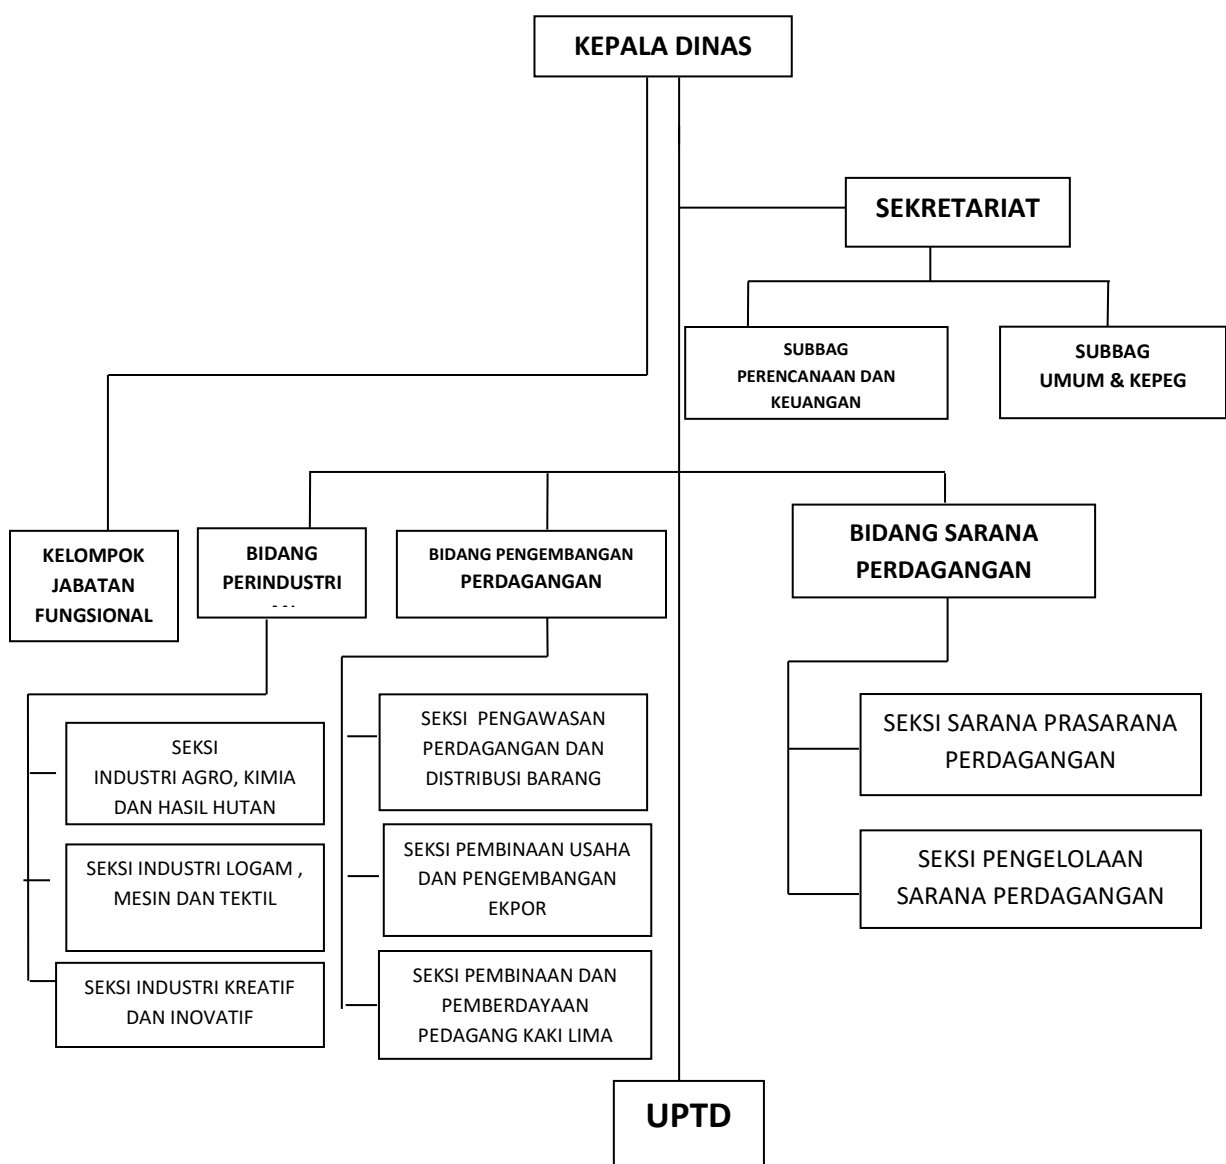 KEPALA DINAS
SEKRETARIAT
SUBBAG
PERENCANAAN DAN
KEUANGAN
SUBBAG
UMUM & KEPEG
KELOMPOK
JABATAN
FUNGSIONAL
BIDANG
PERINDUSTRI
BIDANG PENGEMBANGAN
PERDAGANGAN
BIDANG SARANA
PERDAGANGAN
SEKSI
INDUSTRI AGRO, KIMIA
DAN HASIL HUTAN
SEKSI INDUSTRI LOGAM ,
MESIN DAN TEKTIL
SEKSI INDUSTRI KREATIF
DAN INOVATIF
SEKSI PENGAWASAN
PERDAGANGAN DAN
DISTRIBUSI BARANG
SEKSI PEMBINAAN USAHA
DAN PENGEMBANGAN
EKPOR
SEKSI PEMBINAAN DAN
PEMBERDAYAAN
PEDAGANG KAKI LIMA
SEKSI SARANA PRASARANA
PERDAGANGAN
SEKSI PENGELOLAAN
SARANA PERDAGANGAN
UPTD